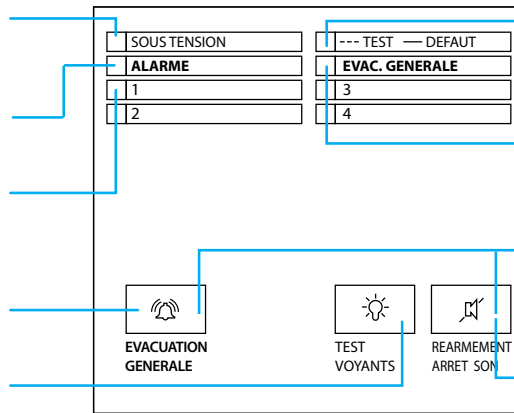 SOUS TENSION
--- TEST — DEFAUT
ALARME
EVAC. GENERALE
1
3
2
4
EVACUATION
GENERALE
TEST
VOYANTS
REARMEMENT
ARRET SON